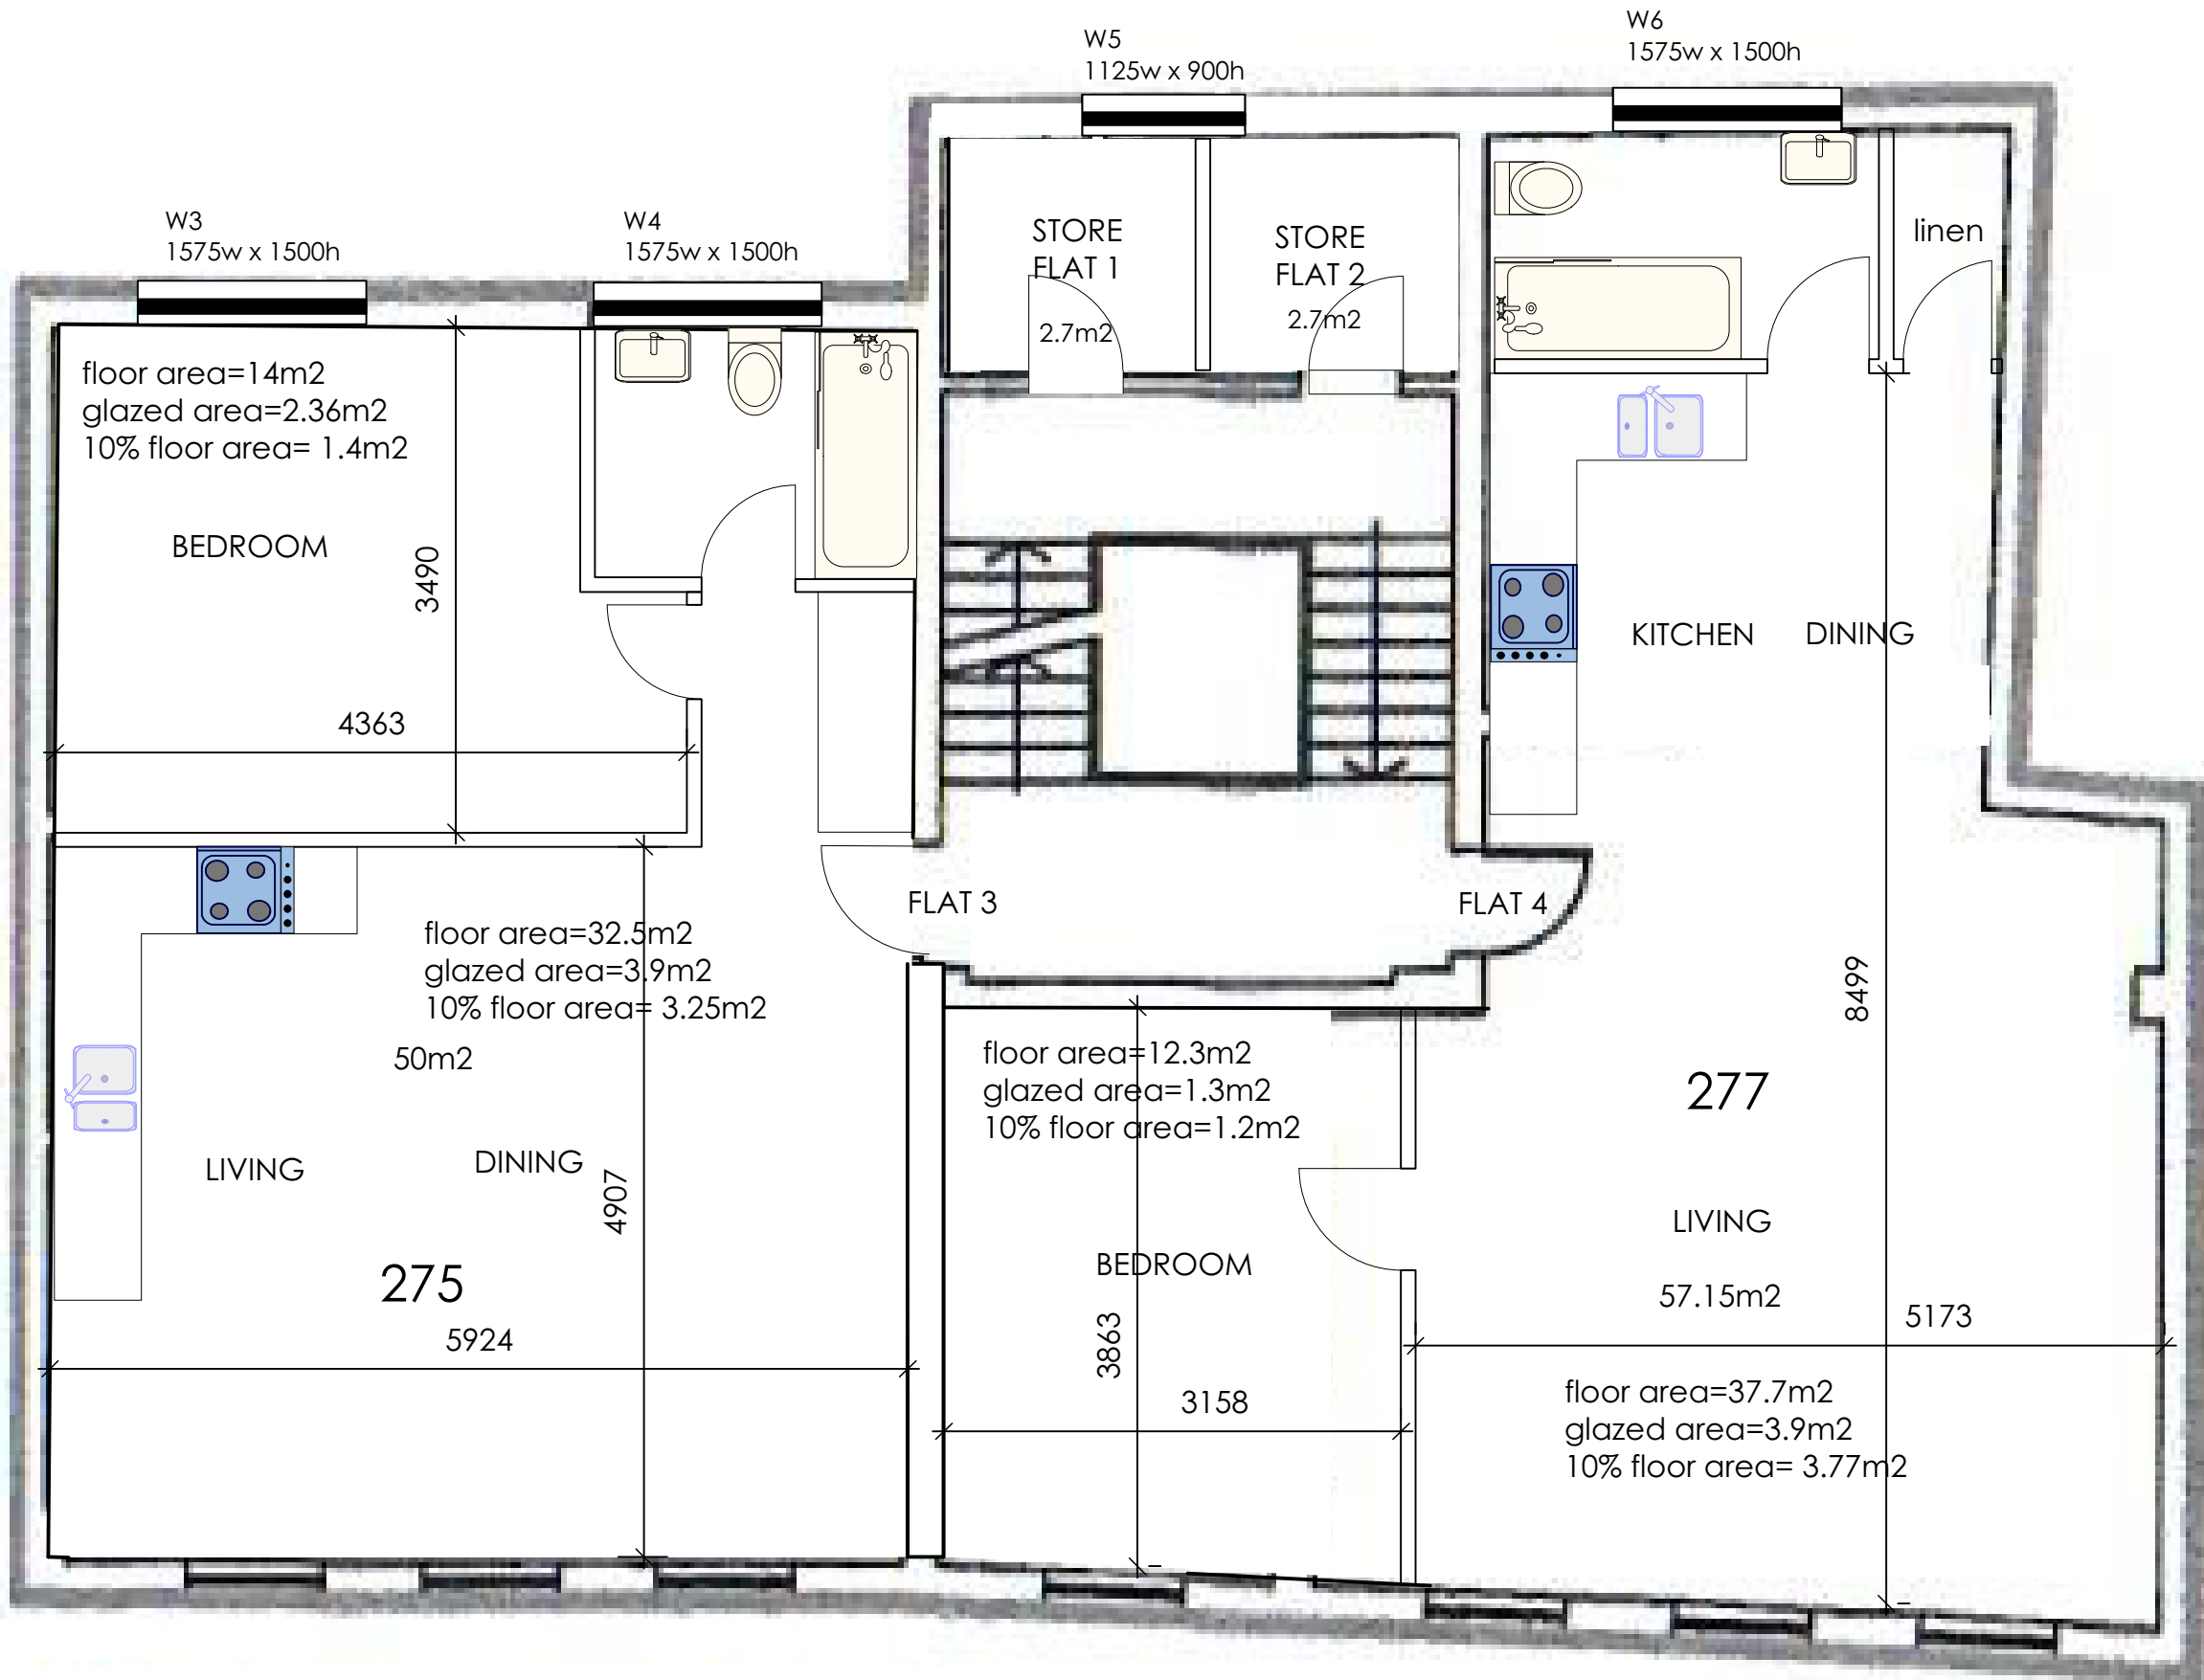 W6
1575w x 1500h
W5
1125w x 900h
W3
1575w x 1500h
W4
1575w x 1500h
STORE
FLAT 1
2.7m2
STORE
FLAT 2
2.7m2
linen
floor area=14m2
glazed area=2.36m2
10% floor area= 1.4m2
BEDROOM
3490
4363
KITCHEN
DINING
FLAT 3
FLAT 4
floor area=32.5m2
glazed area=3.9m2
10% floor area= 3.25m2
50m2
8499
floor area=12.3m2
glazed area=1.3m2
10% floor area=1.2m2
277
LIVING
DINING
4907
275
5924
BEDROOM
3863
3158
LIVING
57.15m2
5173
floor area=37.7m2
glazed area=3.9m2
10% floor area= 3.77m2